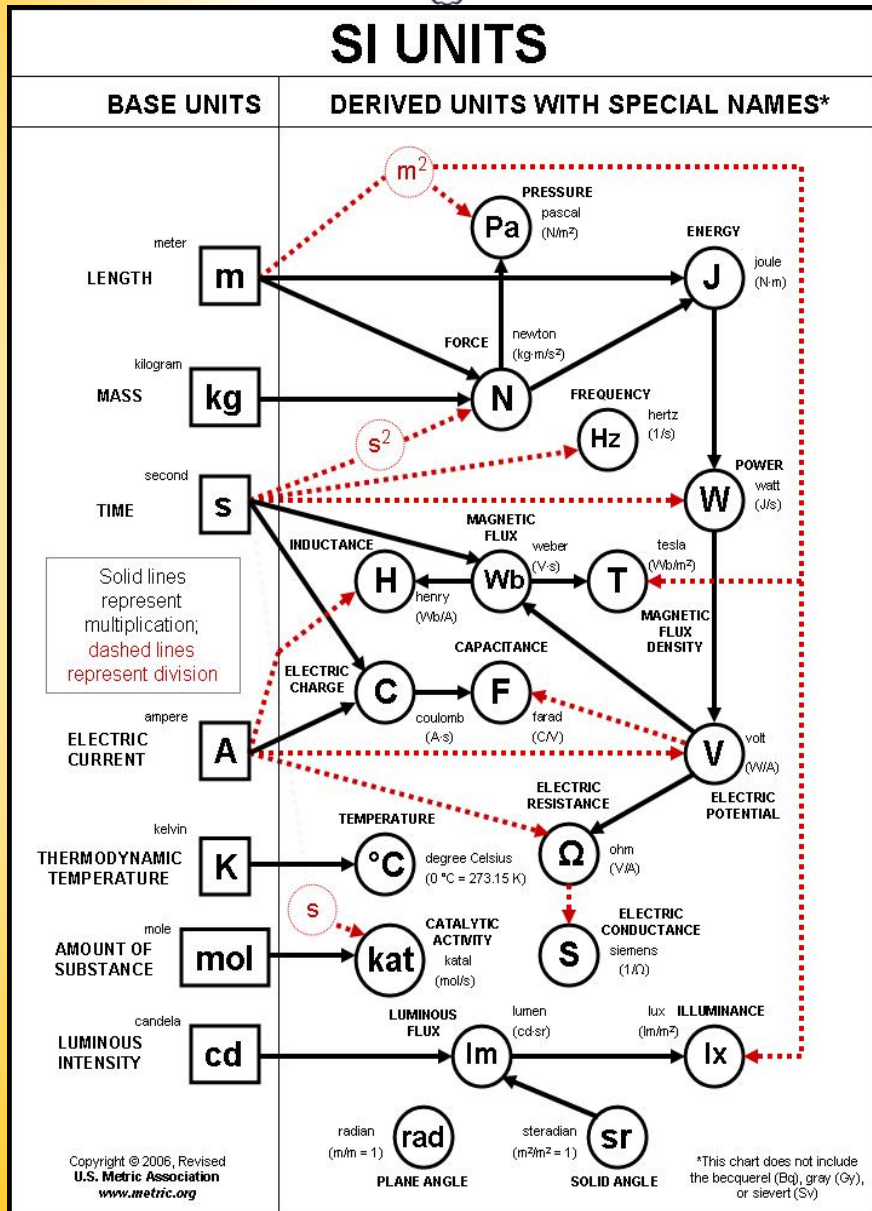 SI UNITS
BASE UNITS
DERIVED UNITS WITH SPECIAL NAMES*
m²
PRESSURE
pascal
(N/m²)
Pa
ENERGY
joule
(N·m)
J
meter
LENGTH
m
FORCE
newton
(kg·m/s²)
N
kilogram
MASS
kg
FREQUENCY
hertz
(1/s)
Hz
s²
second
TIME
s
POWER
watt
(J/s)
W
MAGNETIC
FLUX
weber
(V·s)
Wb
INDUCTANCE
H
henry
(Wb/A)
tesla
(Wb/m²)
T
MAGNETIC
FLUX
DENSITY
Solid lines
represent
multiplication;
dashed lines
represent division
ELECTRIC
CHARGE
C
coulomb
(A·s)
CAPACITANCE
F
farad
(C/V)
ampere
ELECTRIC
CURRENT
A
volt
(W/A)
V
ELECTRIC
POTENTIAL
ELECTRIC
RESISTANCE
Ω
ohm
(V/A)
kelvin
THERMODYNAMIC
TEMPERATURE
K
TEMPERATURE
°C
degree Celsius
(0 °C = 273.15 K)
s
mole
AMOUNT OF
SUBSTANCE
mol
CATALYTIC
ACTIVITY
kat
katal
(mol/s)
ELECTRIC
CONDUCTANCE
S
siemens
(1/Ω)
candela
LUMINOUS
INTENSITY
cd
LUMINOUS
FLUX
lumen
(cd·sr)
lm
lux
(lm/m²)
ILLUMINANCE
lx
radian
(m/m = 1)
rad
PLANE ANGLE
steradian
(m²/m² = 1)
sr
SOLID ANGLE
Copyright © 2006, Revised
U.S. Metric Association
www.metric.org
*This chart does not include
the becquerel (Bq), gray (Gy),
or sievert (Sv)